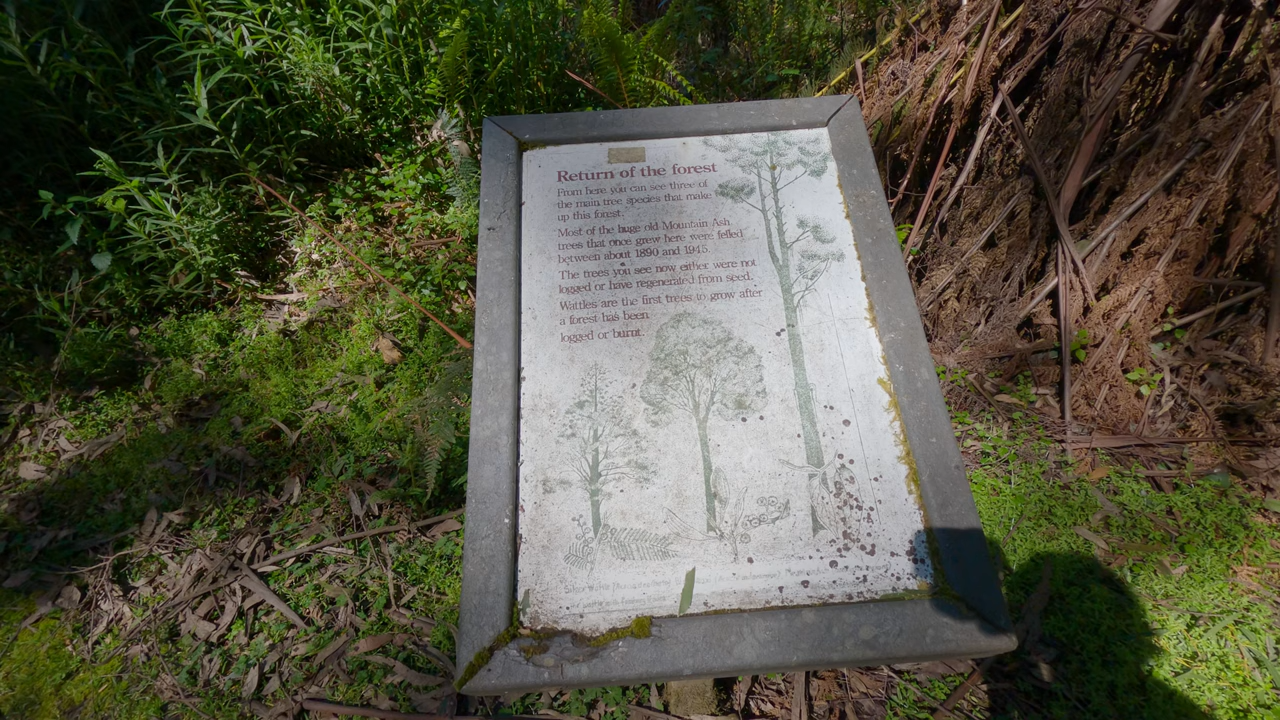 Return of the forest
From here you can see three of
the main tree species that make
up this forest.
Most of the huge old Mountain Ash
trees that once grew here were felled
between about 1890 and 1945.
The trees you see now either were not
logged or have regenerated from seed.
Wattles are the first trees to grow after
a forest has been
logged or burnt.